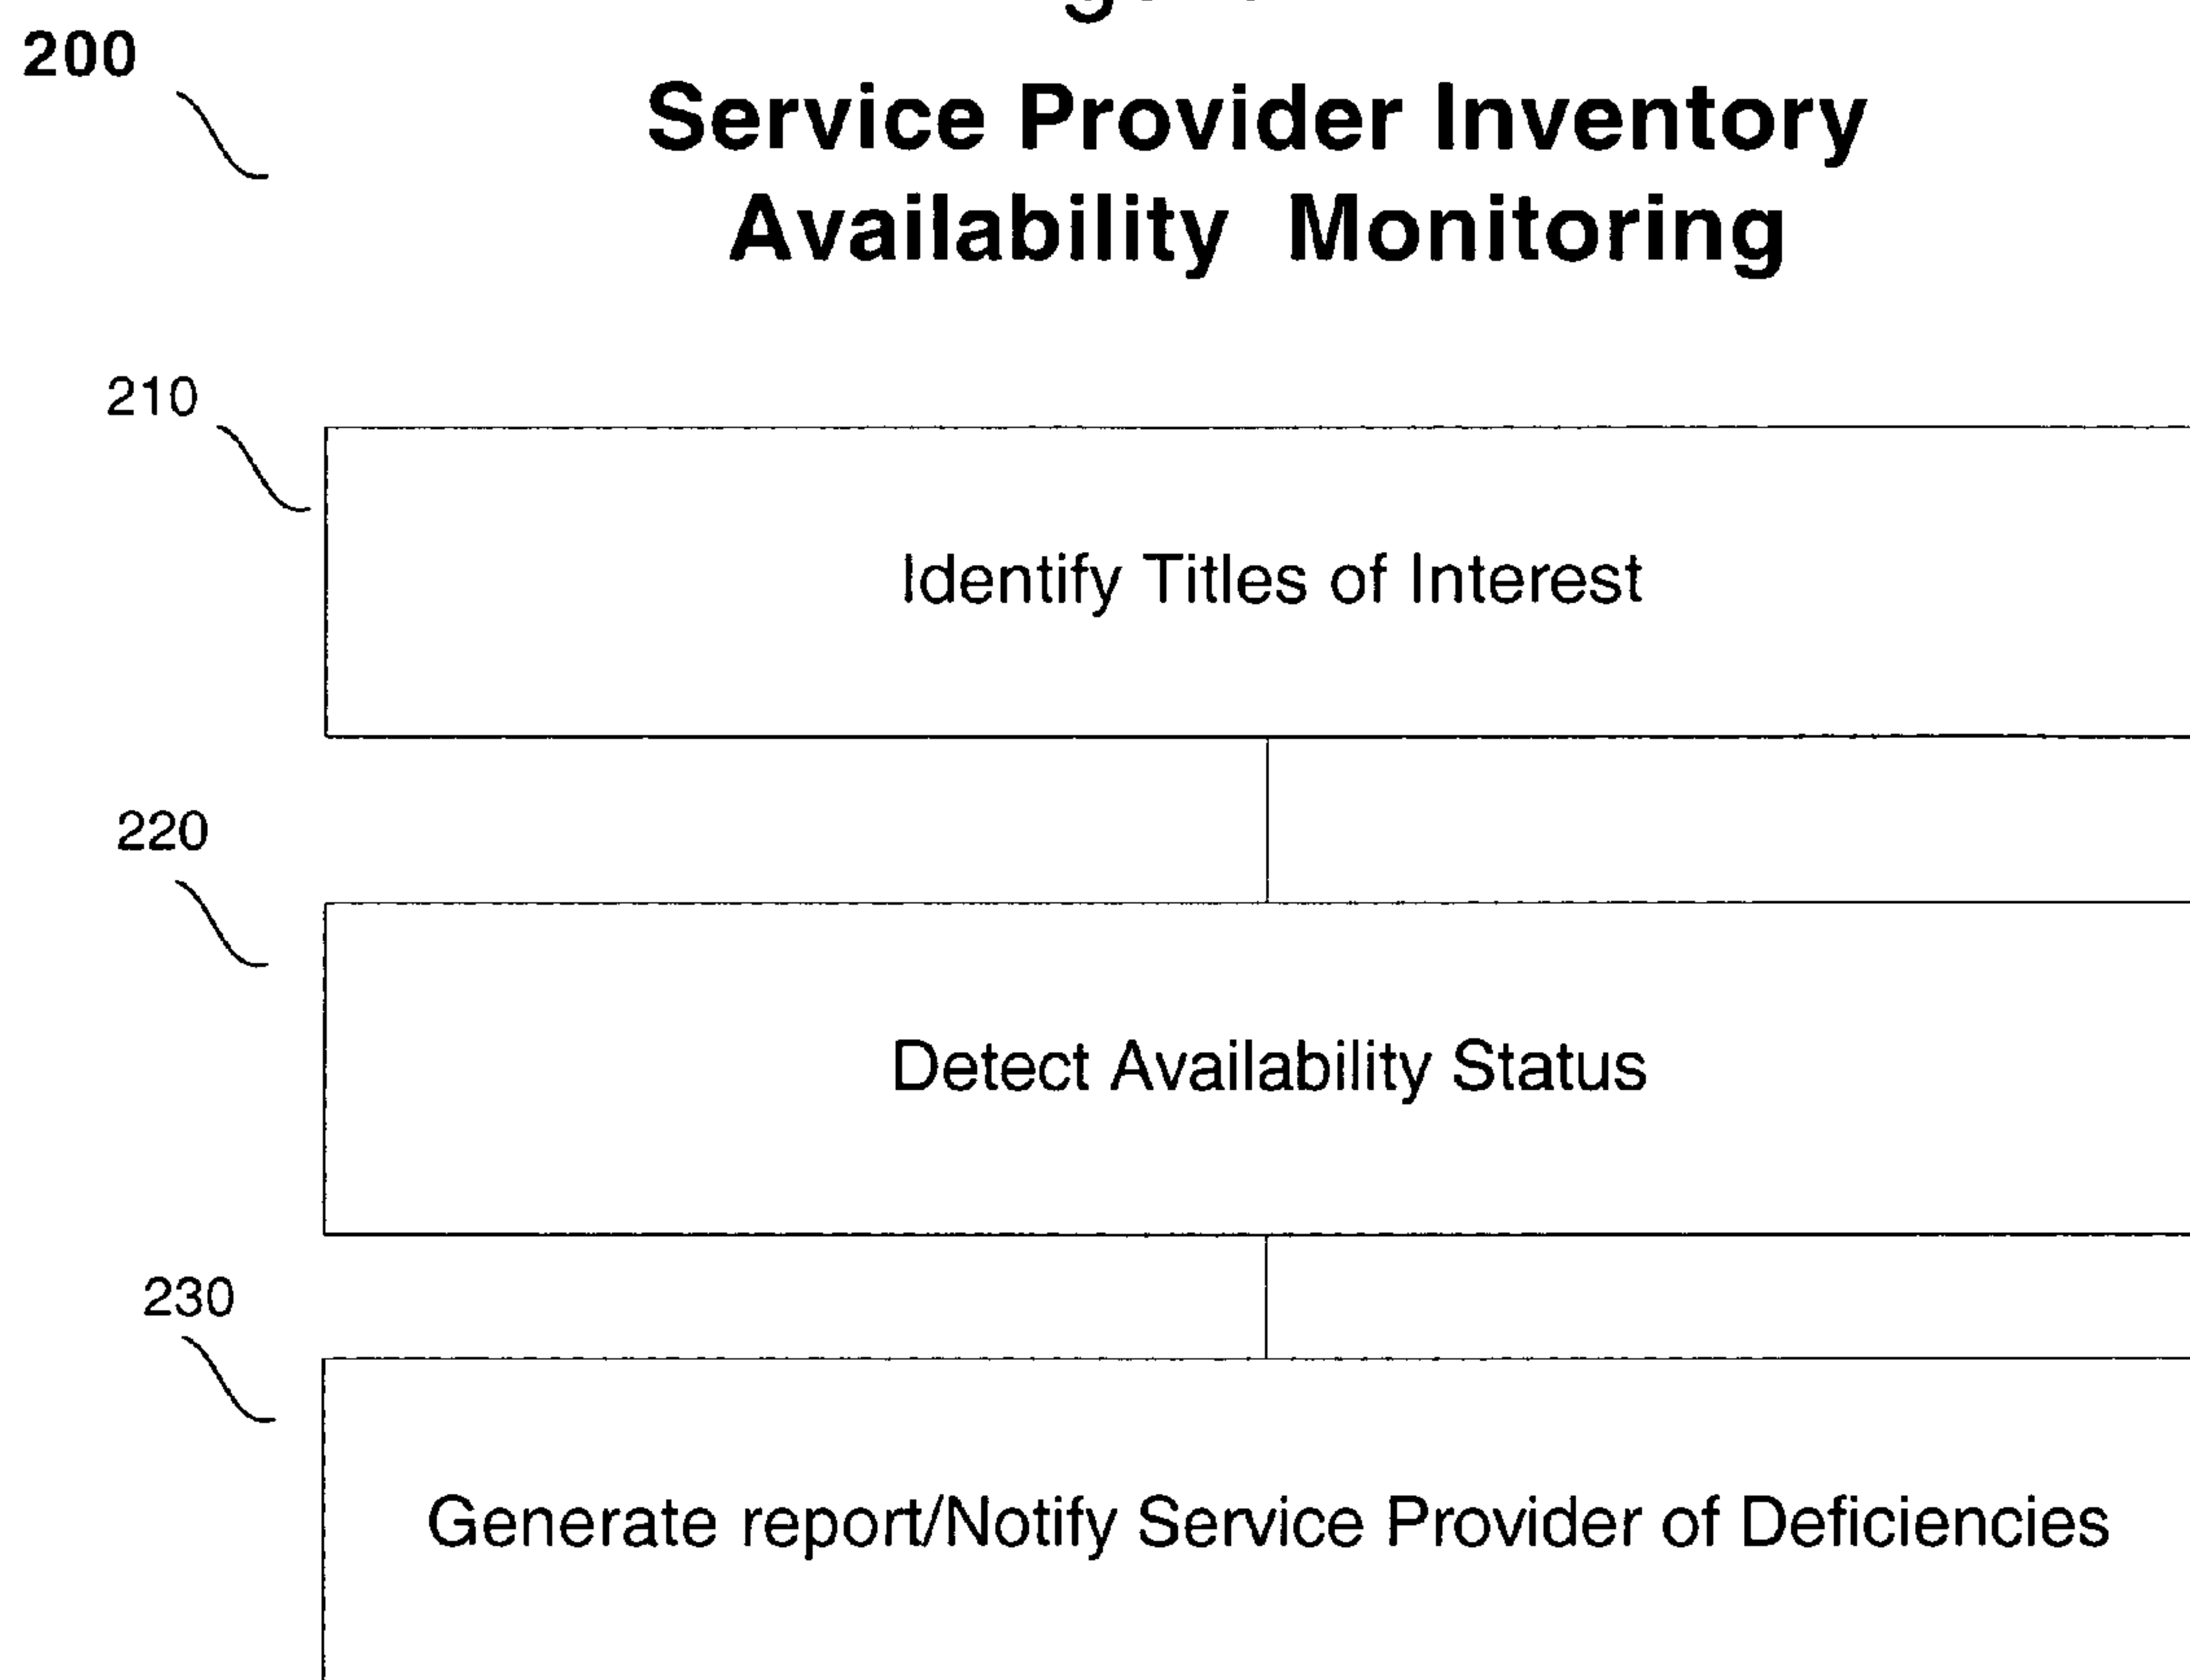 200
Service Provider Inventory
Availability Monitoring
210
Identify Titles of Interest
220
Detect Availability Status
230
Generate report/Notify Service Provider of Deficiencies